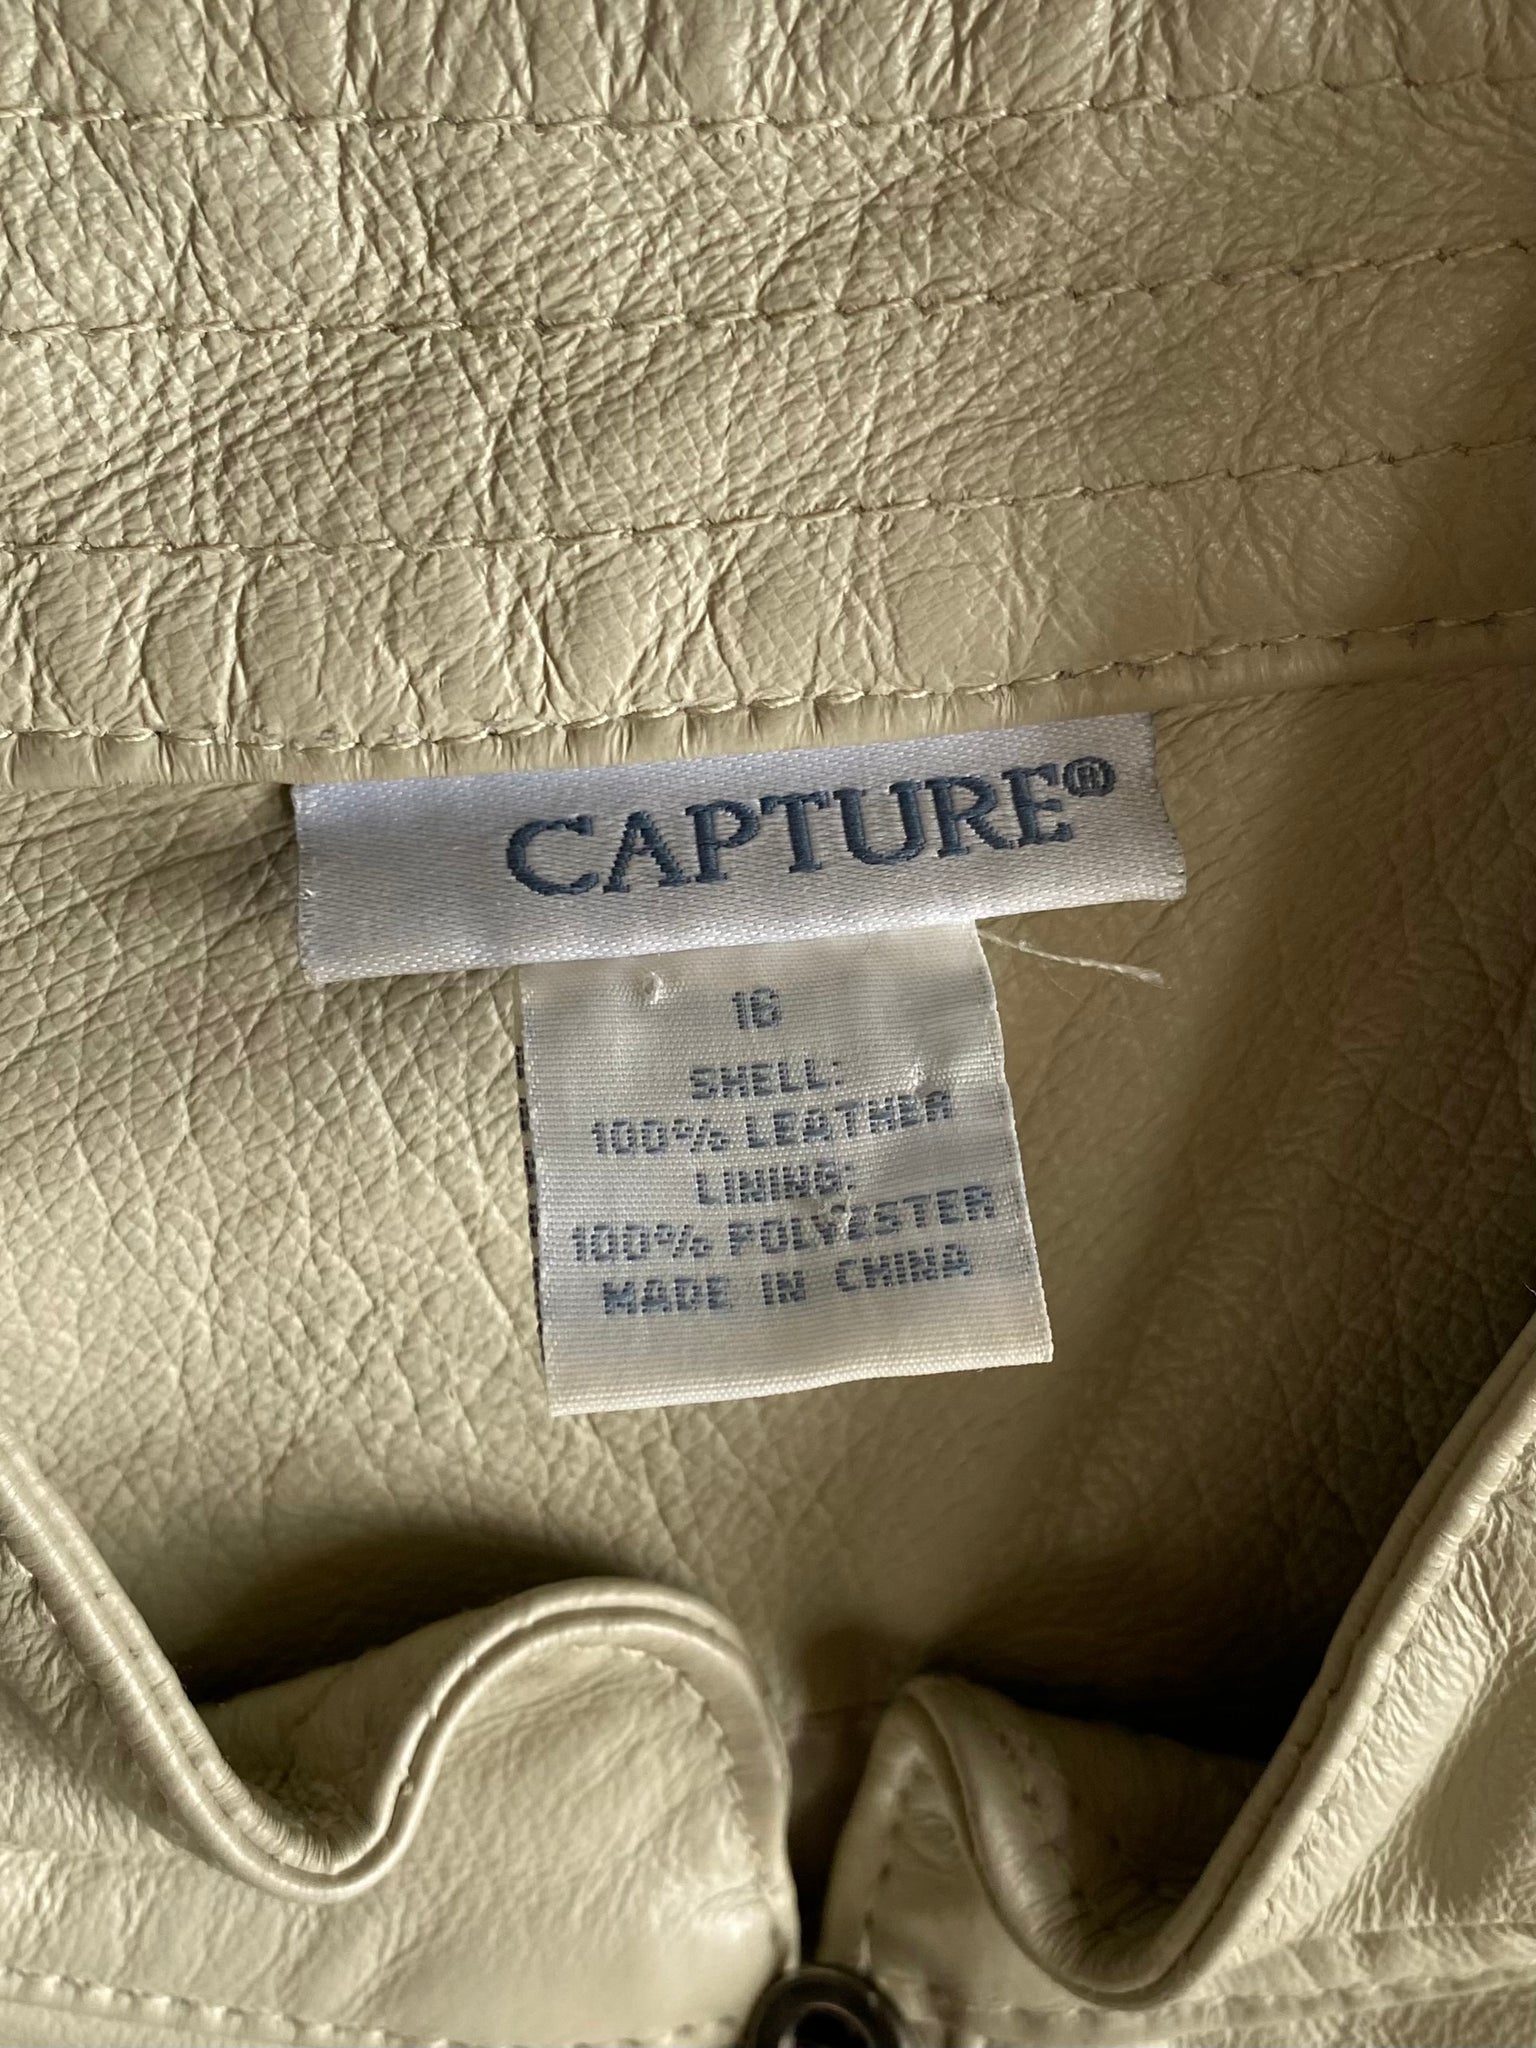 CAPTURE®
16
SHELL:
100% LEATHER
LINING:
100% POLYESTER
MADE IN CHINA